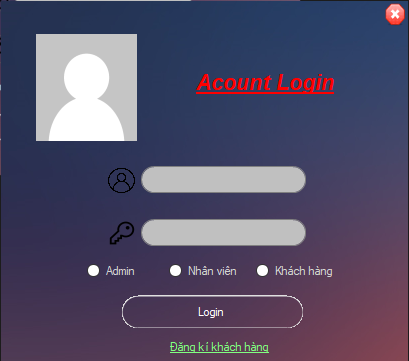 Acount Login
Admin
Nhân viên
Khách hàng
Login
Đăng kí khách hàng